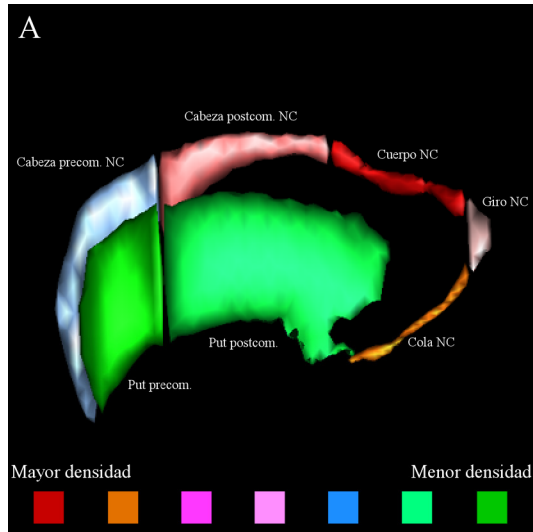 A
Cabeza postcom. NC
Cabeza precom. NC
Cuerpo NC
Giro NC
Put postcom.
Cola NC
Put precom.
Mayor densidad
Menor densidad